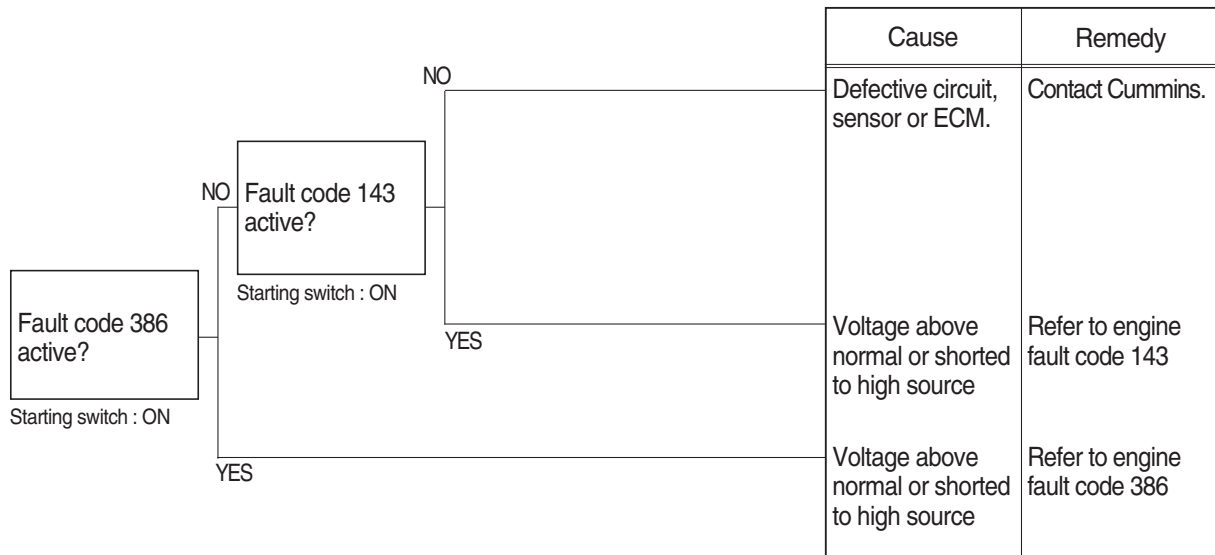 Cause
Remedy
NO
Defective circuit,
sensor or ECM.
Contact Cummins.
NO
Fault code 143
active?
Starting switch : ON
Fault code 386
active?
Starting switch : ON
YES
Voltage above
normal or shorted
to high source
Refer to engine
fault code 143
YES
Voltage above
normal or shorted
to high source
Refer to engine
fault code 386